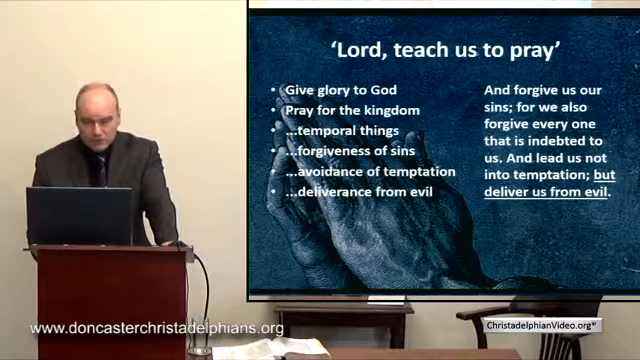 'Lord, teach us to pray'
• Give glory to God
• Pray for the kingdom
• ...temporal things
• ...forgiveness of sins
• ...avoidance of temptation
• ...deliverance from evil
And forgive us our
sins; for we also
forgive every one
that is indebted to
us. And lead us not
into temptation; but
deliver us from evil.
www.doncasterchristadelphians.org
ChristadelphianVideo.org®